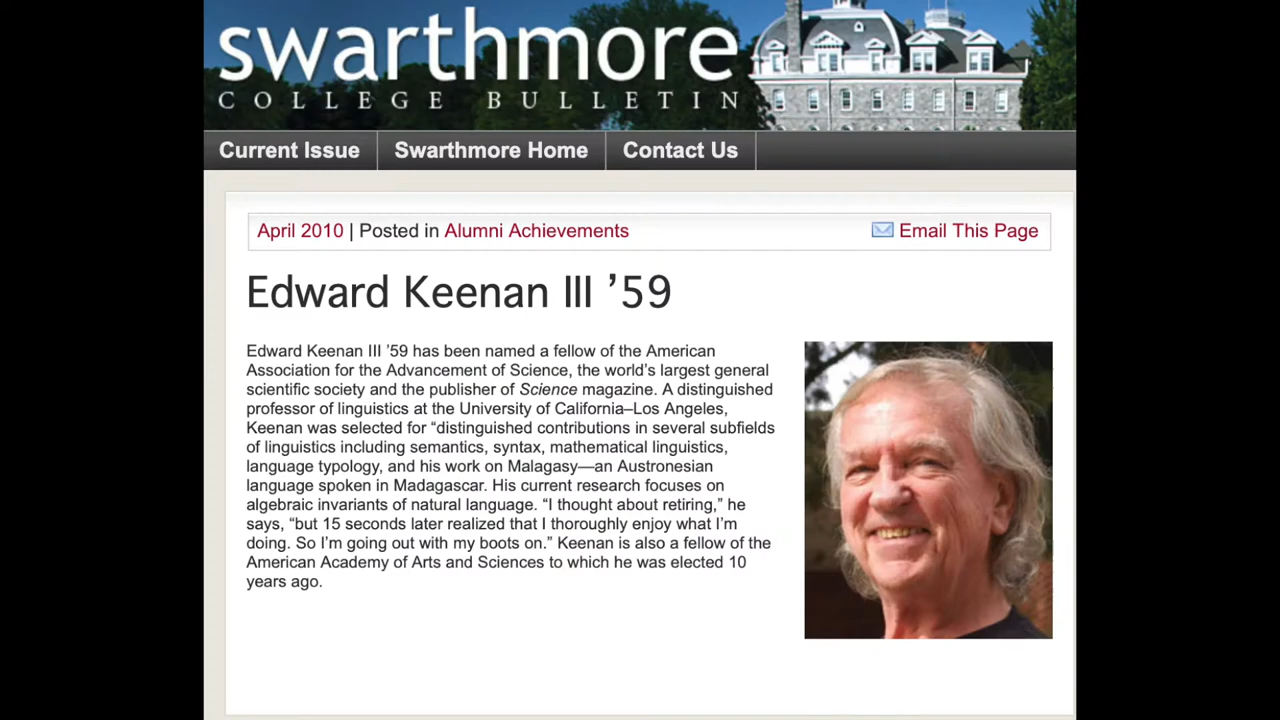 swarthmore
COLLEGE BULLETIN
Current Issue
Swarthmore Home
Contact Us
April 2010 | Posted in Alumni Achievements
Email This Page
Edward Keenan III ’59
Edward Keenan III ’59 has been named a fellow of the American
Association for the Advancement of Science, the world’s largest general
scientific society and the publisher of Science magazine. A distinguished
professor of linguistics at the University of California–Los Angeles,
Keenan was selected for “distinguished contributions in several subfields
of linguistics including semantics, syntax, mathematical linguistics,
language typology, and his work on Malagasy—an Austronesian
language spoken in Madagascar. His current research focuses on
algebraic invariants of natural language. “I thought about retiring,” he
says, “but 15 seconds later realized that I thoroughly enjoy what I’m
doing. So I’m going out with my boots on.” Keenan is also a fellow of the
American Academy of Arts and Sciences to which he was elected 10
years ago.